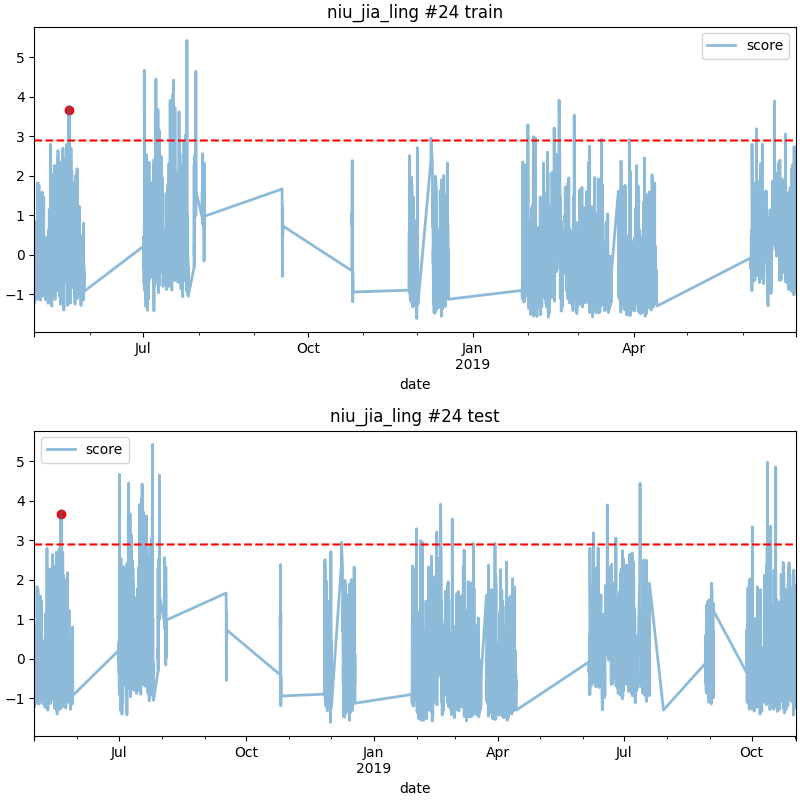 niu_jia_ling #24 train
score
5
4
3
2
1
0
−1
Jul
Oct
Jan
2019
Apr
date
niu_jia_ling #24 test
score
5
4
3
2
1
0
−1
Jul
Oct
Jan
2019
Apr
Jul
Oct
date